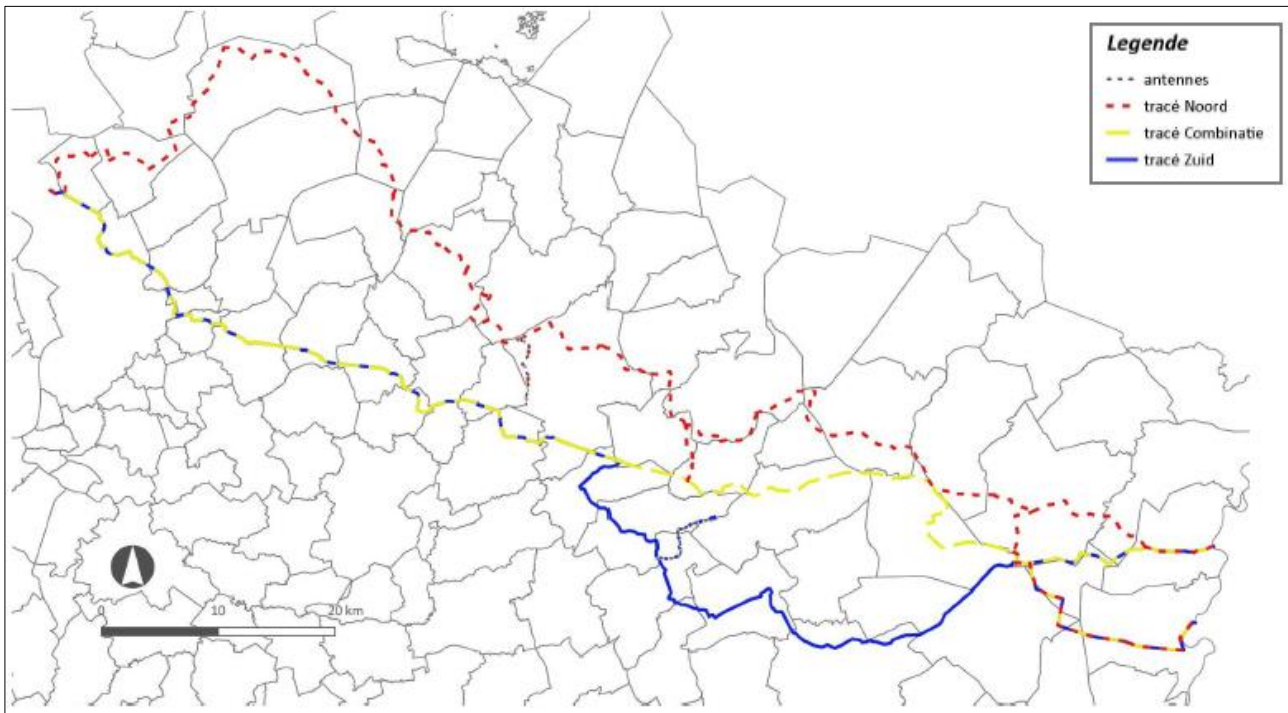 Legende
antennes
tracé Noord
tracé Combinatie
tracé Zuid
0 10 20 km